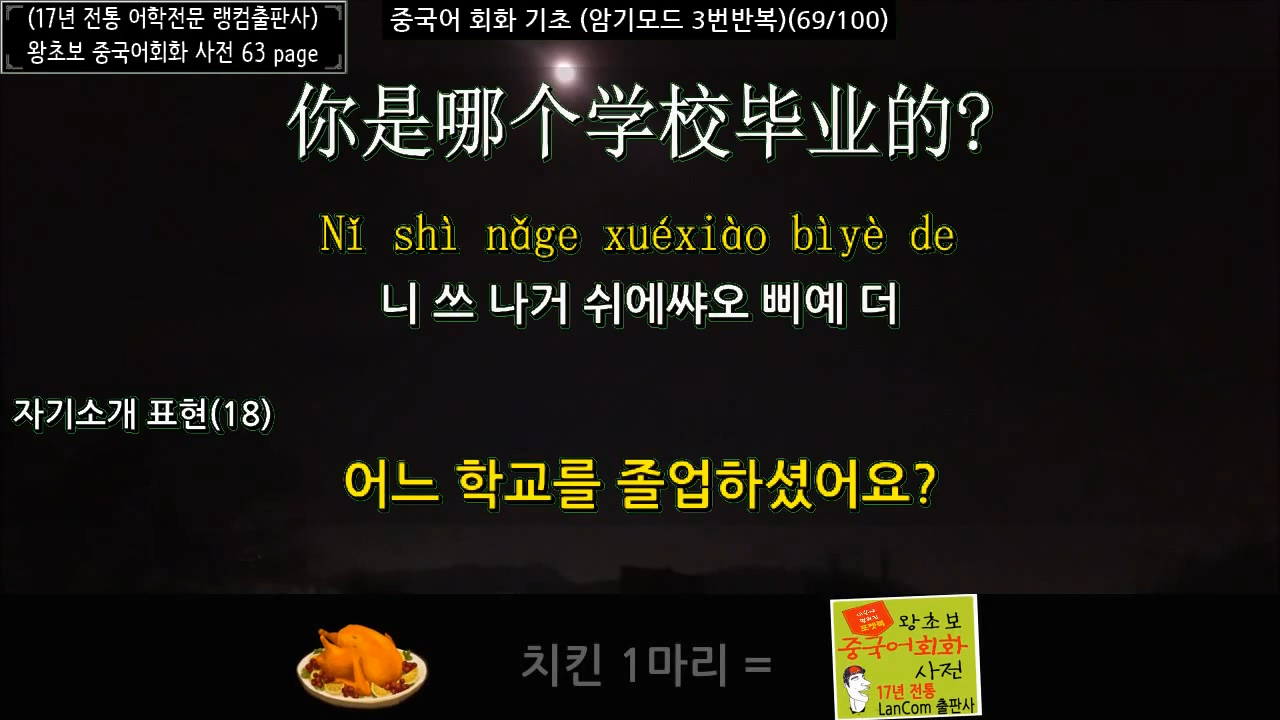 (17년 전통 어학전문 랭컴출판사)
왕초보 중국어회화 사전 63 page
중국어 회화 기초 (암기모드 3번반복)(69/100)
你是哪个学校毕业的?
Nǐ shì nǎge xuéxiào bìyè de
니 쓰 나거 쉬에쌰오 삐예 더
자기소개 표현(18)
어느 학교를 졸업하셨어요?
치킨 1마리 =
왕초보
중국어회화
사전
17년 전통
LanCom 출판사